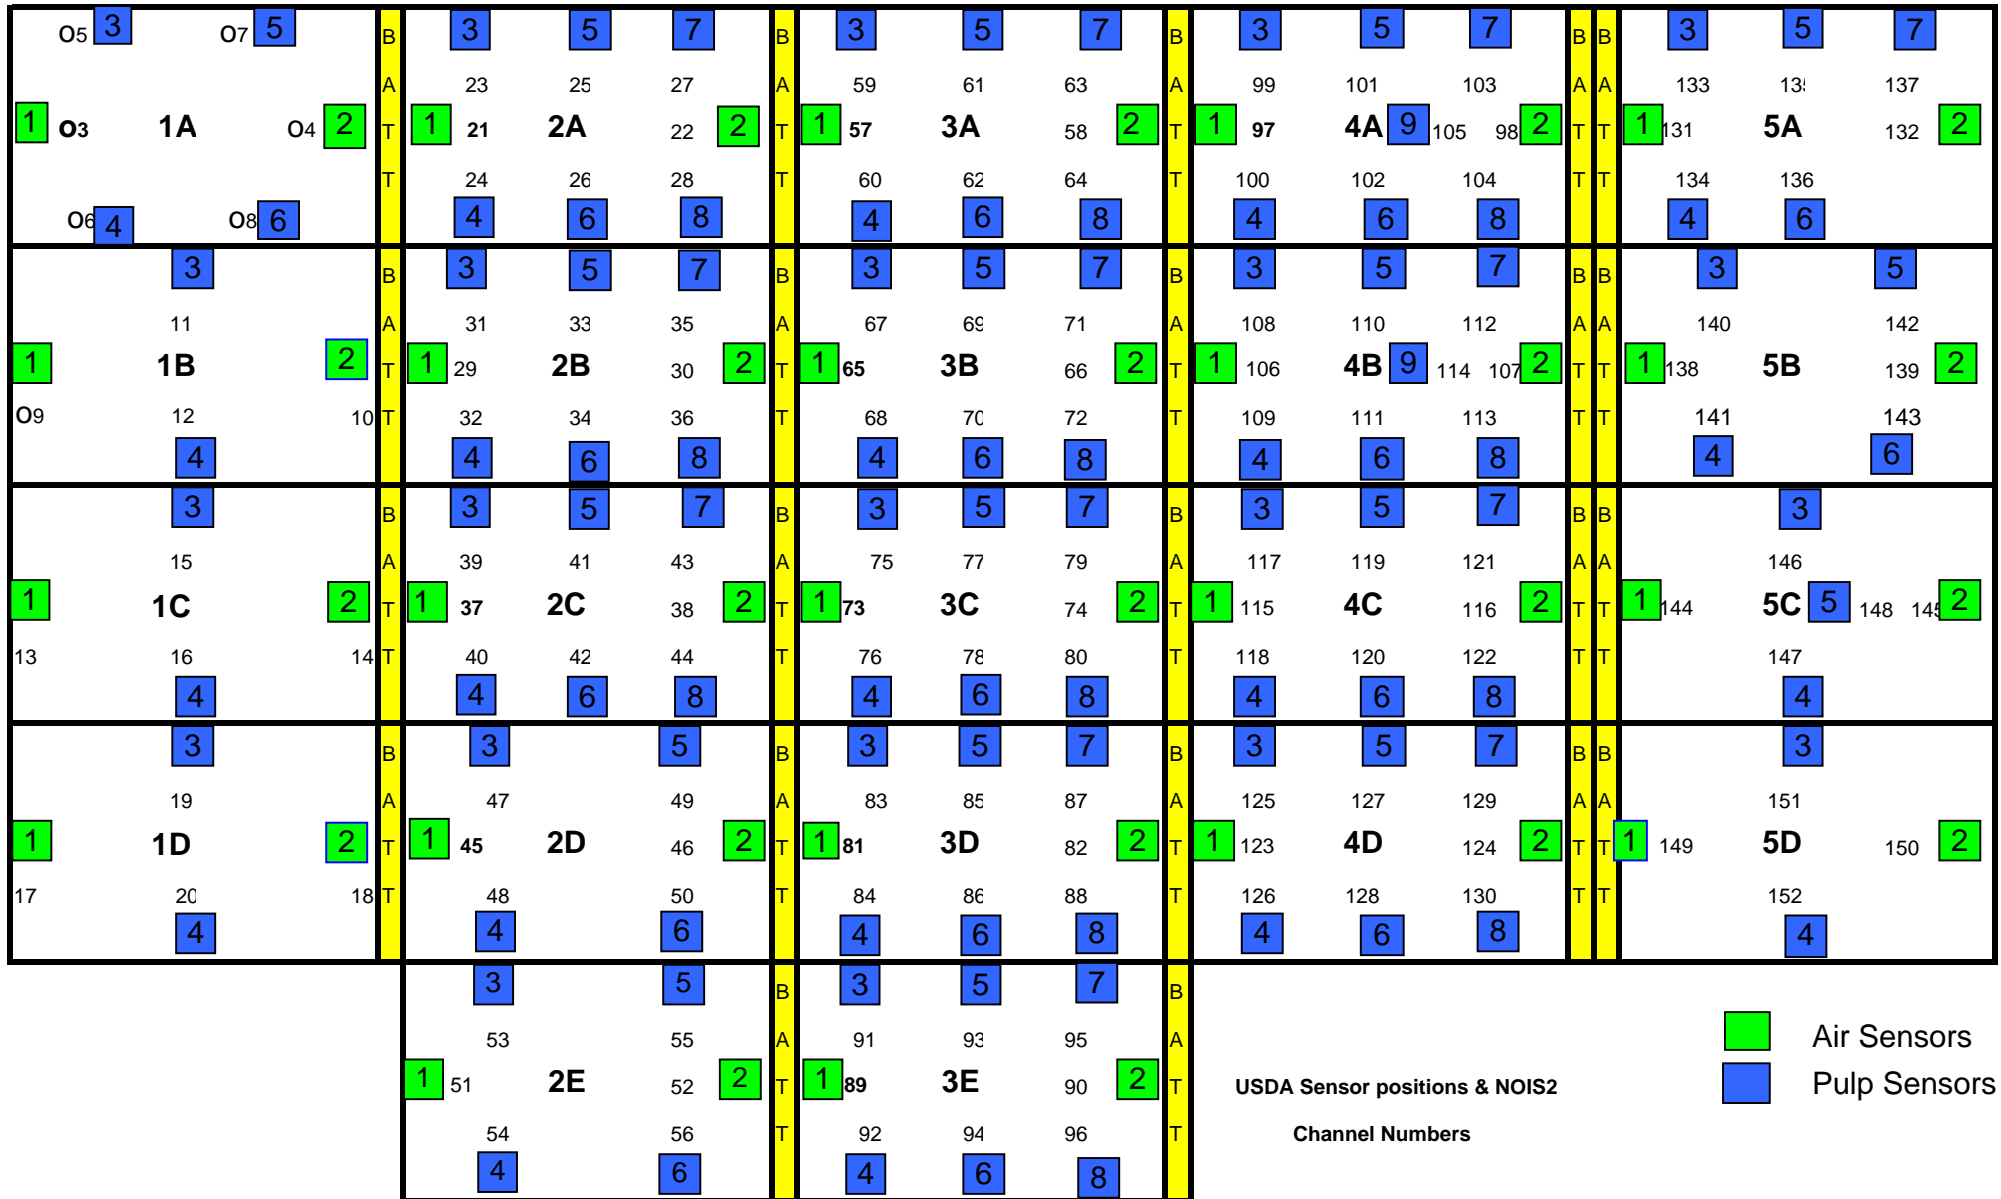 O5 3 O7 5 B 3 5 7 B 3 5 7 B 3 5 7 B B 3 5 7
A 23 25 27 A 59 61 63 A 99 101 103 A A 133 135 137
1 O3 1A O4 2 T 1 21 2A 22 2 T 1 57 3A 58 2 T 1 97 4A 9 105 98 2 T T 1 131 5A 132 2
T 24 26 28 T 60 62 64 T 100 102 104 T T 134 136
O6 4 O8 6 4 6 8 4 6 8 4 6 8 4 6
3 B 3 5 7 B 3 5 7 B 3 5 7 B B 3 5
11 A 31 33 35 A 67 69 71 A 108 110 112 A A 140 142
1 1B 2 T 1 29 2B 30 2 T 1 65 3B 66 2 T 1 106 4B 9 114 107 2 T T 1 138 5B 139 2
O9 12 10 T 32 34 36 T 68 70 72 T 109 111 113 T T 141 143
4 4 6 8 4 6 8 4 6 8 4 6
3 B 3 5 7 B 3 5 7 B 3 5 7 B B 3
15 A 39 41 43 A 75 77 79 A 117 119 121 A A 146
1 1C 2 T 1 37 2C 38 2 T 1 73 3C 74 2 T 1 115 4C 116 2 T T 1 144 5C 5 148 145 2
13 16 14 T 40 42 44 T 76 78 80 T 118 120 122 T T 147
4 4 6 8 4 6 8 4 6 8 4
3 B 3 5 B 3 5 7 B 3 5 7 B B 3
19 A 47 49 A 83 85 87 A 125 127 129 A A 151
1 1D 2 T 1 45 2D 46 2 T 1 81 3D 82 2 T 1 123 4D 124 2 T T 1 149 5D 150 2
17 20 18 T 48 50 T 84 86 88 T 126 128 130 T T 152
4 4 6 4 6 8 4 6 8 4
3 5 B 3 5 7 B
53 55 A 91 93 95 A Air Sensors
1 51 2E 52 2 T 1 89 3E 90 2 T USDA Sensor positions & NOIS2 Pulp Sensors
54 56 T 92 94 96 T Channel Numbers
4 6 4 6 8